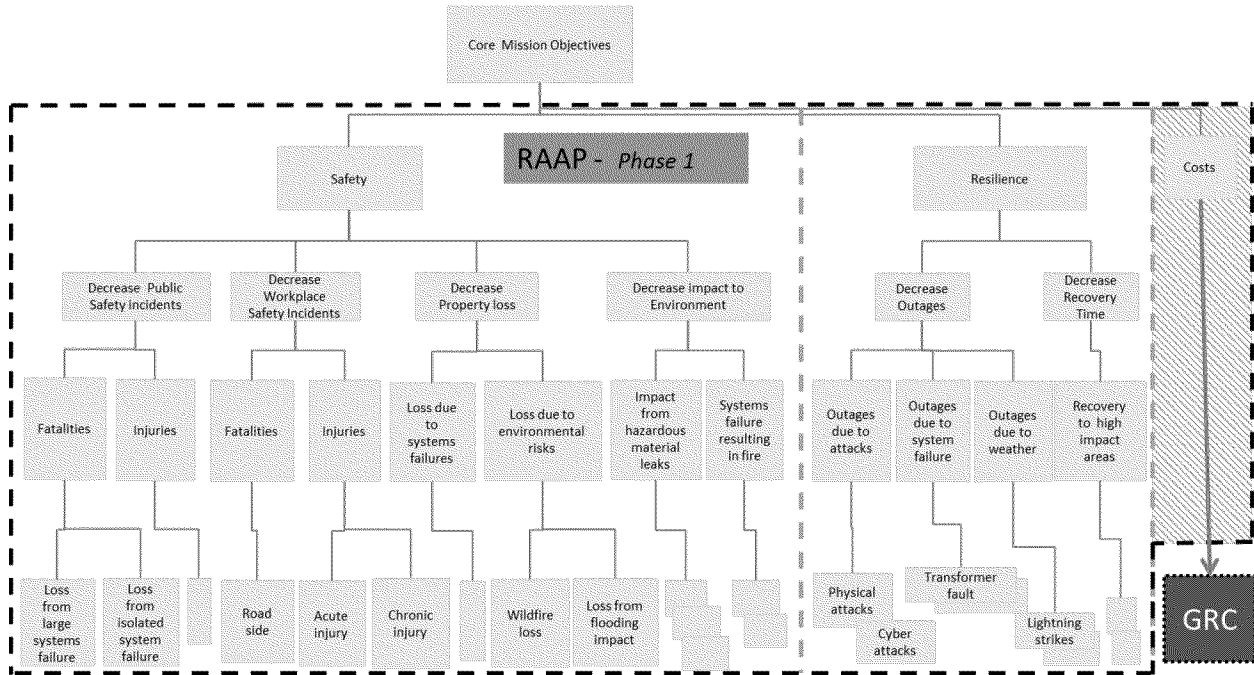 Core Mission Objectives
RAAP - Phase 1
Safety
Resilience
Costs
Decrease Public
Safety incidents
Decrease
Workplace
Safety Incidents
Decrease
Property loss
Decrease impact to
Environment
Decrease
Outages
Decrease
Recovery
Time
Fatalities
Injuries
Fatalities
Injuries
Loss due
to
systems
failures
Loss due to
environmental
risks
Impact
from
hazardous
material
leaks
Systems
failure
resulting
in fire
Outages
due to
attacks
Outages
due to
system
failure
Outages
due to
weather
Recovery
to high
impact
areas
Loss
from
large
systems
failure
Loss
from
isolated
system
failure
Road
side
Acute
injury
Chronic
injury
Wildfire
loss
Loss from
flooding
impact
Physical
attacks
Cyber
attacks
Transformer
fault
Lightning
strikes
GRC